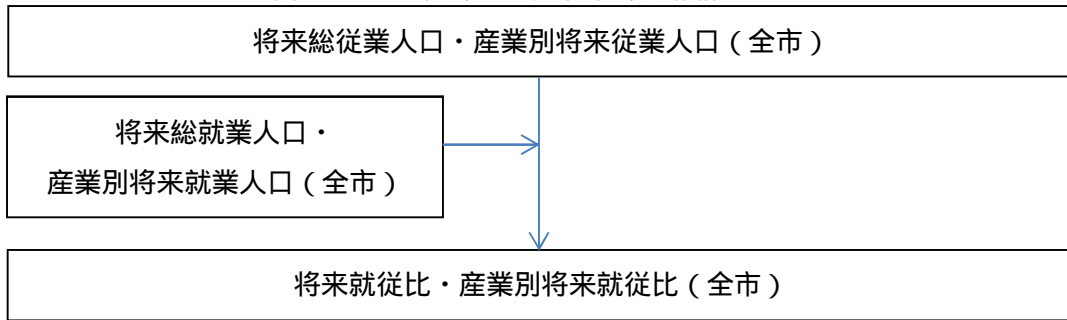 将来総従業人口・産業別将来従業人口（全市）
将来総就業人口・
産業別将来就業人口（全市）
将来就従比・産業別将来就従比（全市）